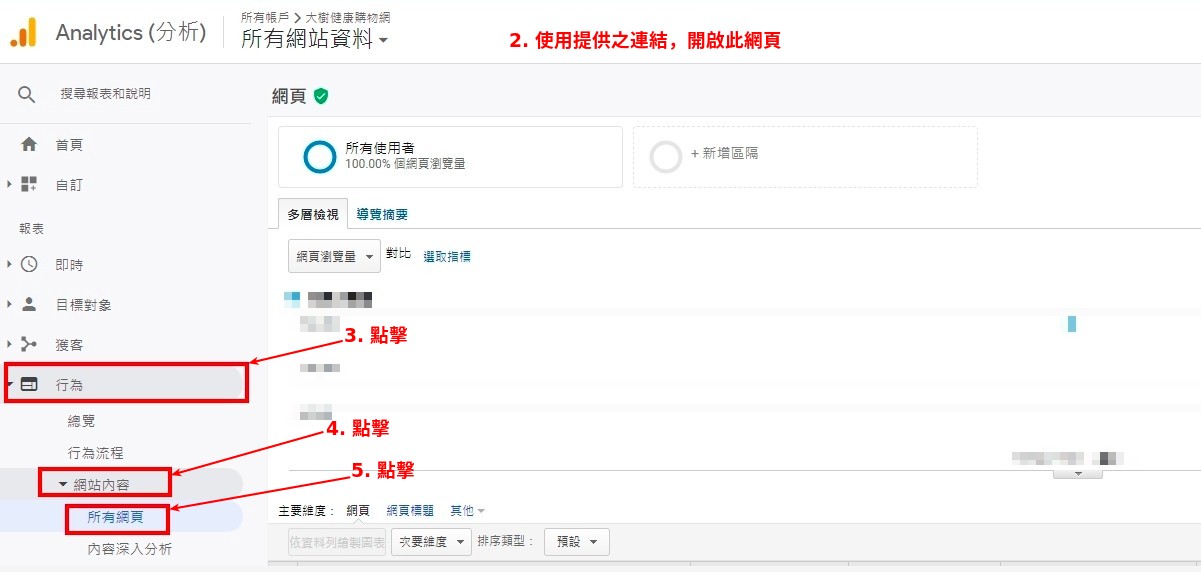 Analytics (分析)
所有帳戶 > 大樹健康購物網
所有網站資料
2. 使用提供之連結，開啟此網頁
搜尋報表和說明
網頁
首頁
所有使用者
100.00% 個網頁瀏覽量
+ 新增區隔
自訂
多層檢視 導覽摘要
報表
網頁瀏覽量 對比 選取指標
即時
目標對象
3. 點擊
獲客
行為
總覽
4. 點擊
行為流程
5. 點擊
網站內容
所有網頁
主要維度： 網頁 網頁標題 其他
依資料列繪製圖表 次要維度 排序類型： 預設
內容深入分析